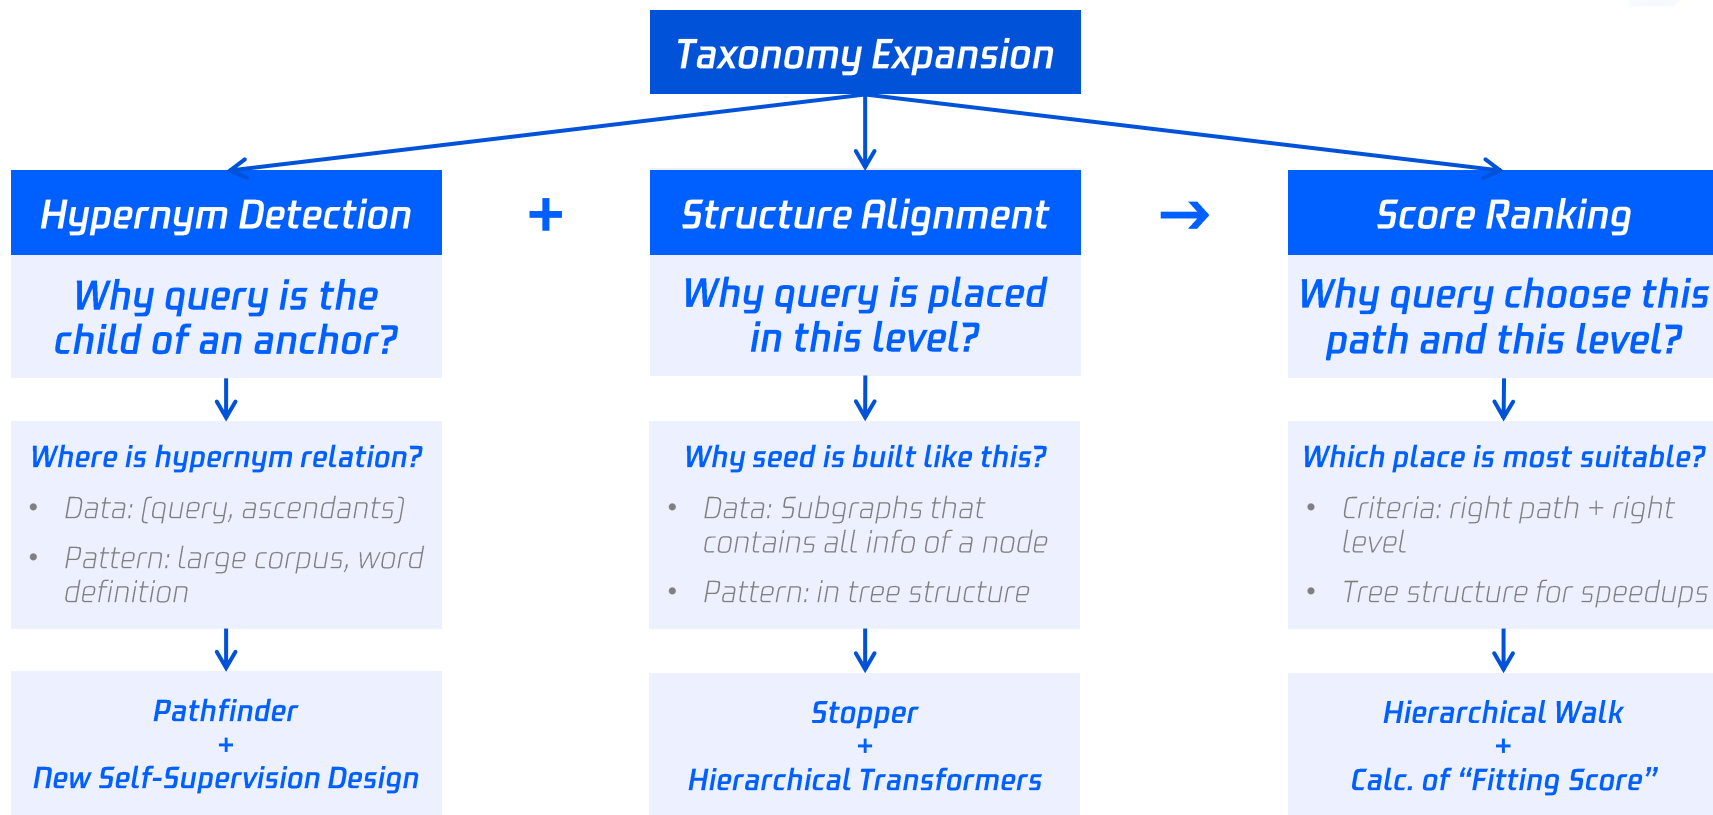 Taxonomy Expansion
Hypernym Detection
+
Structure Alignment
→
Score Ranking
Why query is the
child of an anchor?
Why query is placed
in this level?
Why query choose this
path and this level?
Where is hypernym relation?
• Data: (query, ascendants)
• Pattern: large corpus, word
definition
Why seed is built like this?
• Data: Subgraphs that
contains all info of a node
• Pattern: in tree structure
Which place is most suitable?
• Criteria: right path + right
level
• Tree structure for speedups
Pathfinder
+
New Self-Supervision Design
Stopper
+
Hierarchical Transformers
Hierarchical Walk
+
Calc. of “Fitting Score”